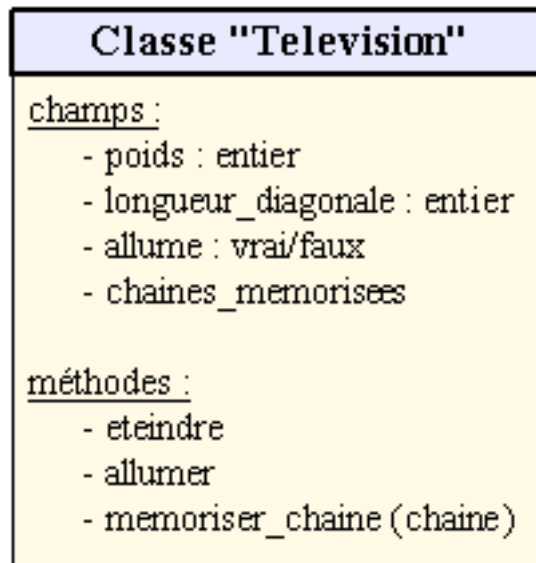 Classe "Television"
champs :
- poids : entier
- longueur_diagonale : entier
- allume : vrai/faux
- chaines_memorisees
méthodes :
- eteindre
- allumer
- memoriser_chaine (chaine)